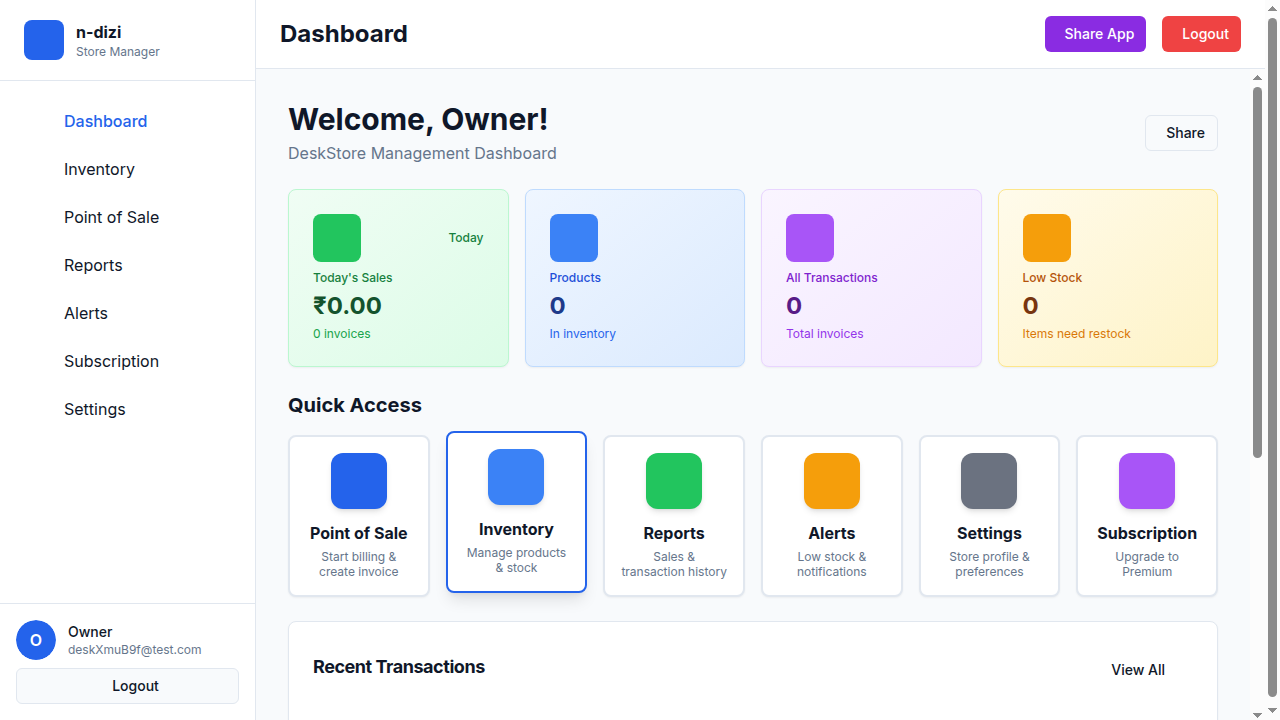 n-dizi
Store Manager
Dashboard
Inventory
Point of Sale
Reports
Alerts
Subscription
Settings
O
Owner
deskXmuB9f@test.com
Logout
Dashboard
Share App
Logout
Welcome, Owner!
DeskStore Management Dashboard
Share
Today
Today's Sales
₹0.00
0 invoices
Products
0
In inventory
All Transactions
0
Total invoices
Low Stock
0
Items need restock
Quick Access
Point of Sale
Start billing &
create invoice
Inventory
Manage products
& stock
Reports
Sales &
transaction history
Alerts
Low stock &
notifications
Settings
Store profile &
preferences
Subscription
Upgrade to
Premium
Recent Transactions
View All